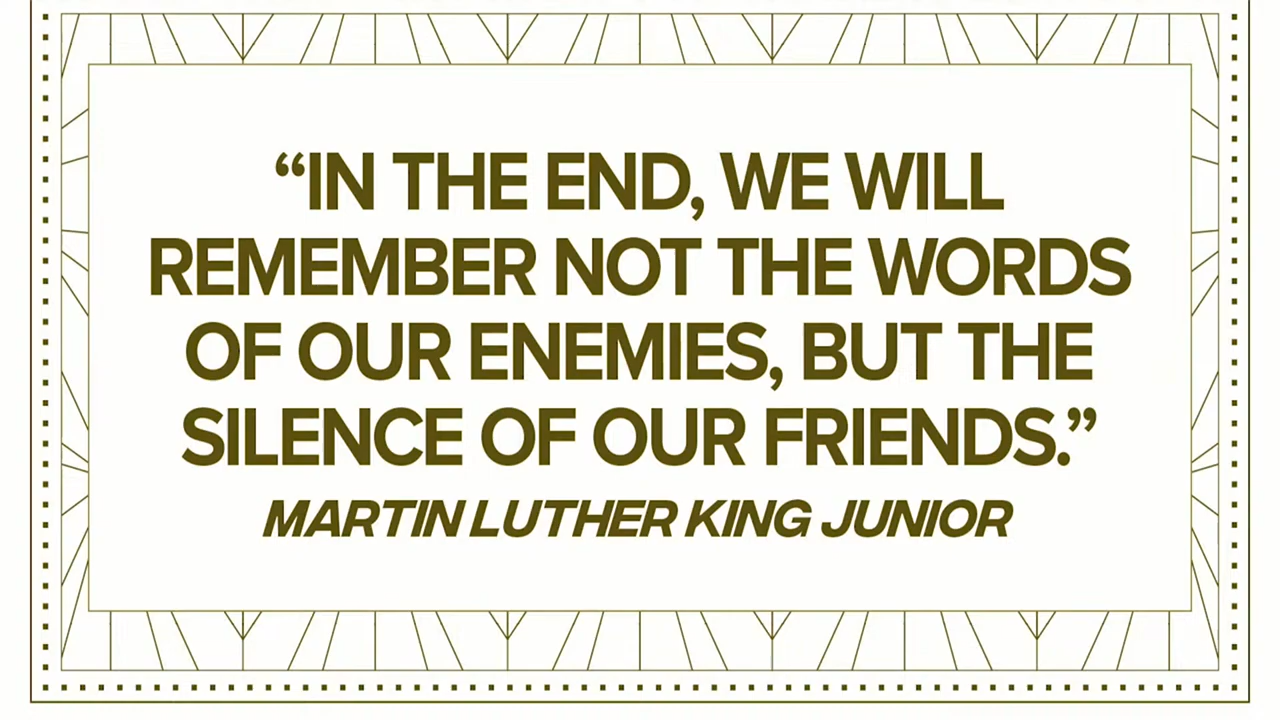 “IN THE END, WE WILL
REMEMBER NOT THE WORDS
OF OUR ENEMIES, BUT THE
SILENCE OF OUR FRIENDS.”
MARTIN LUTHER KING JUNIOR